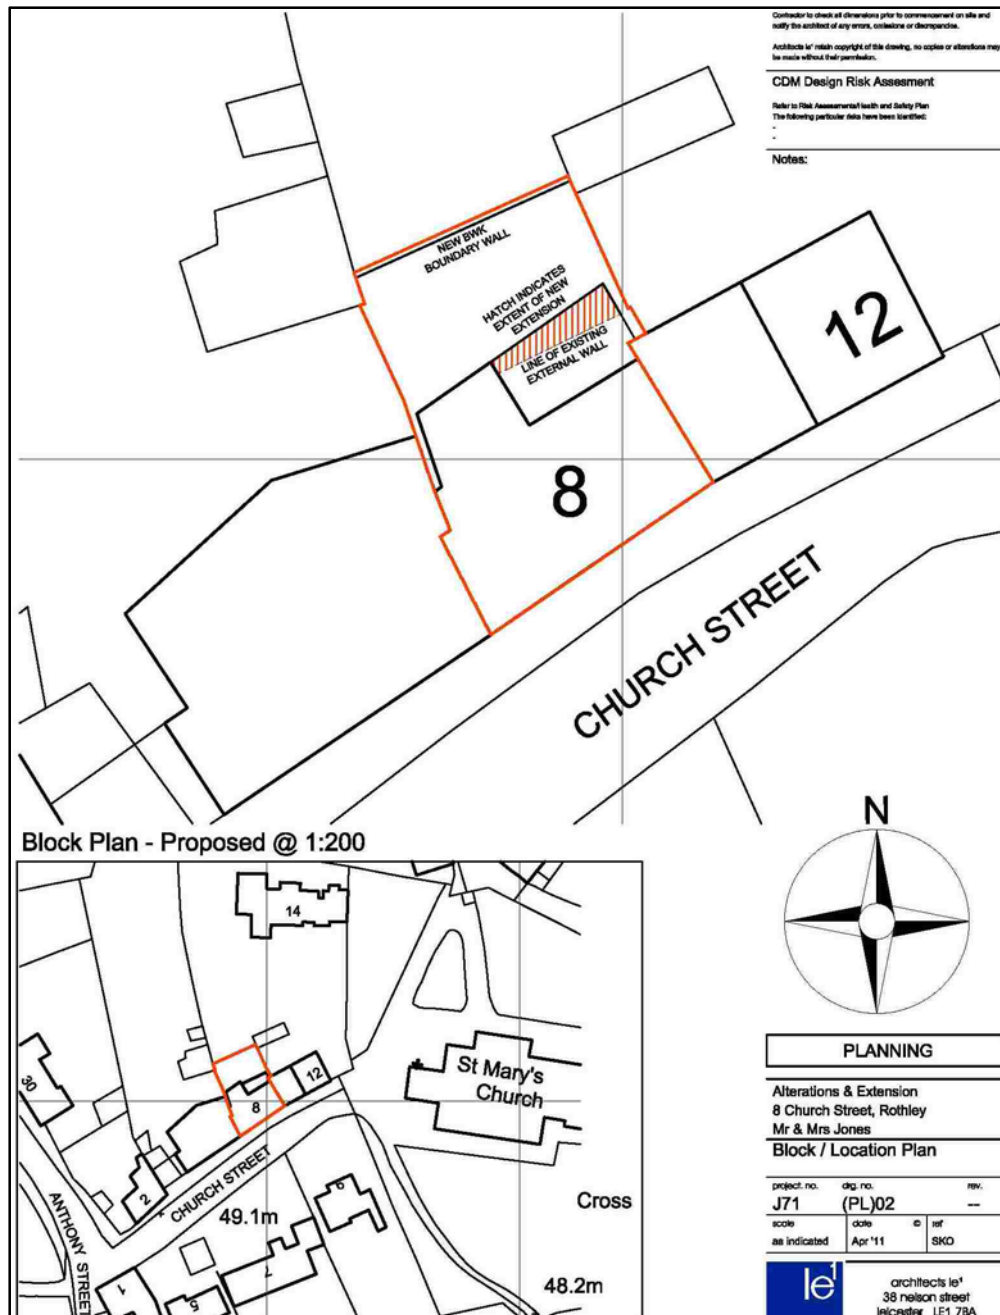 Contractor to check all dimensions prior to commencement on site and
notify the architect of any errors, omissions or discrepancies.
Architects le¹ retain copyright of this drawing, no copies or alterations may
be made without their permission.
CDM Design Risk Assesment
Refer to Risk Assessments/Health and Safety Plan
The following particular risks have been identified:
-
-
Notes:
NEW BWK
BOUNDARY WALL
HATCH INDICATES
EXTENT OF NEW
EXTENSION
LINE OF EXISTING
EXTERNAL WALL
12
8
CHURCH STREET
Block Plan - Proposed @ 1:200
N
14
30
St Mary's
Church
12
8
2
CHURCH STREET
49.1m
9
Cross
ANTHONY STREET
7
1
5
48.2m
PLANNING
Alterations & Extension
8 Church Street, Rothley
Mr & Mrs Jones
Block / Location Plan
project. no. drg. no. rev.
J71 (PL)02 --
scale date © ref
as indicated Apr '11 SKO
le¹
architects le¹
38 nelson street
leicester LE1 7BA